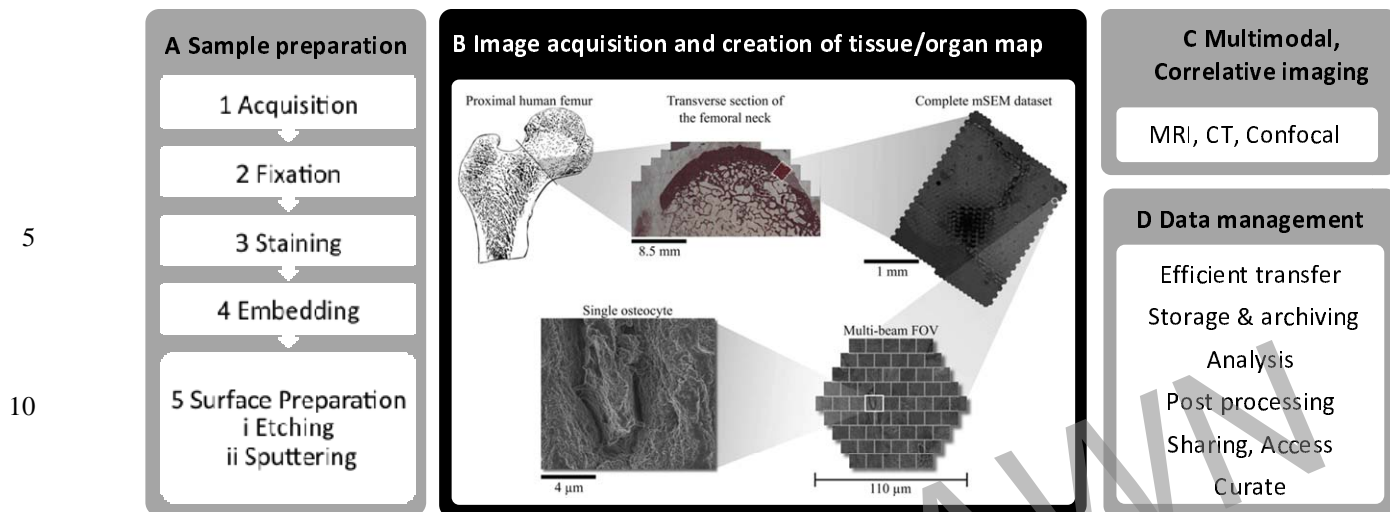 A Sample preparation
1 Acquisition
2 Fixation
3 Staining
4 Embedding
5 Surface Preparation
i Etching
ii Sputtering
5
10
B Image acquisition and creation of tissue/organ map
Proximal human femur
Transverse section of
the femoral neck
Complete mSEM dataset
8.5 mm
1 mm
Single osteocyte
Multi-beam FOV
4 µm
110 µm
C Multimodal,
Correlative imaging
MRI, CT, Confocal
D Data management
Efficient transfer
Storage & archiving
Analysis
Post processing
Sharing, Access
Curate
AWN